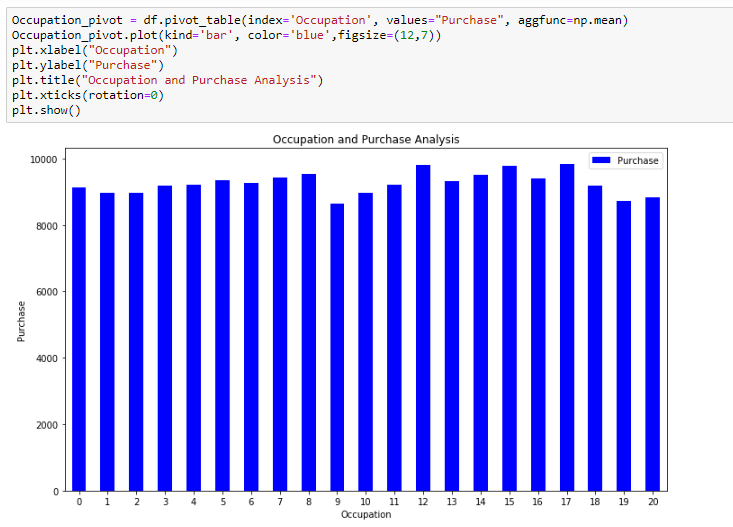 Occupation_pivot = df.pivot_table(index='Occupation', values="Purchase", aggfunc=np.mean)
Occupation_pivot.plot(kind='bar', color='blue',figsize=(12,7))
plt.xlabel("Occupation")
plt.ylabel("Purchase")
plt.title("Occupation and Purchase Analysis")
plt.xticks(rotation=0)
plt.show()
Occupation and Purchase Analysis
Purchase
10000
8000
6000
4000
2000
0
Purchase
0 1 2 3 4 5 6 7 8 9 10 11 12 13 14 15 16 17 18 19 20
Occupation